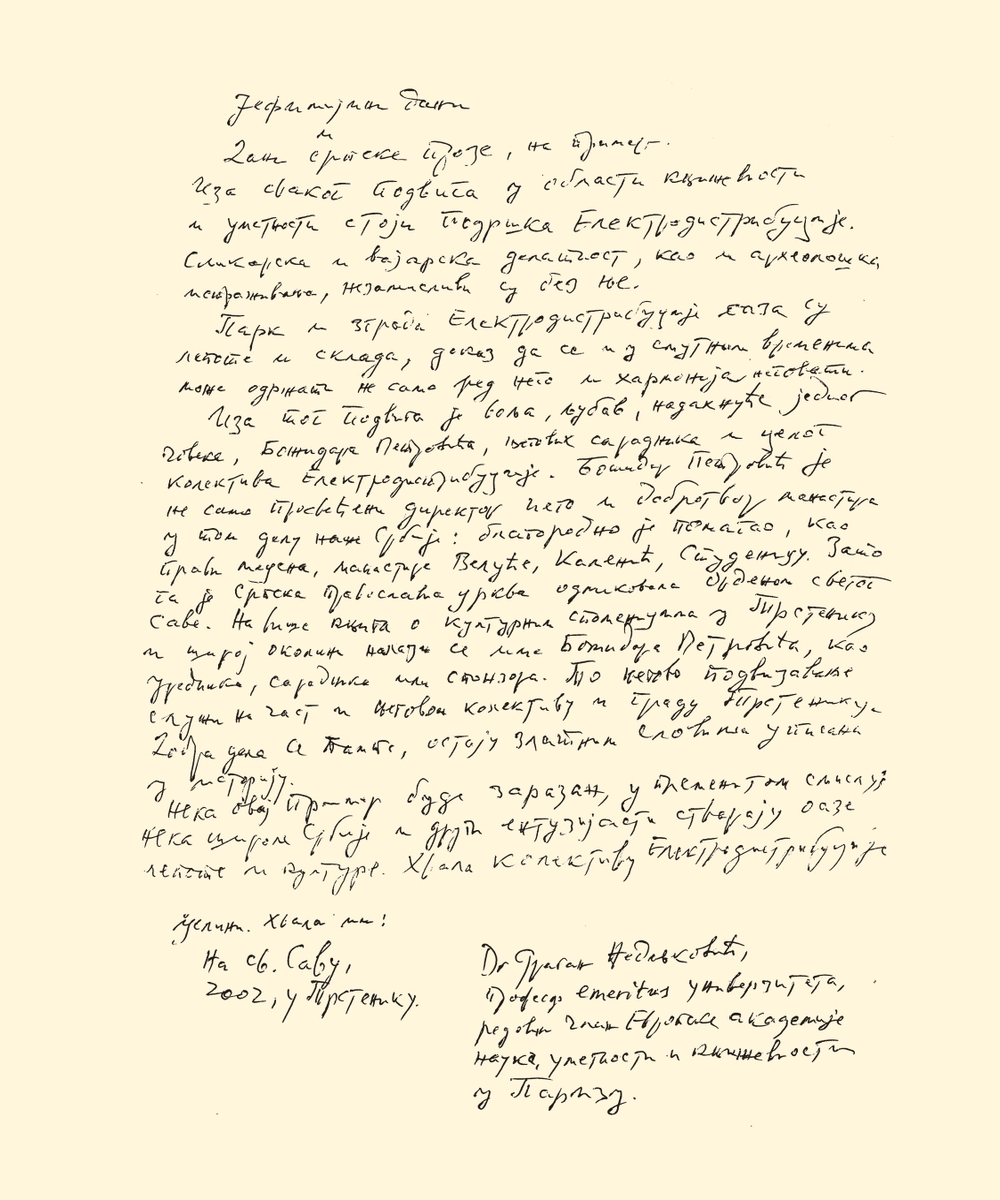 Јефимијини дани
Дани српске прозе, на пример.
Иза сваког подвига у области књижевности
и уметности стоји подршка Електродистрибуције.
Сликарска и вајарска делатност, као и археолошка
истраживања, незамисливи су без ње.
Парк и зграда Електродистрибуције оаза су
лепоте и склада, доказ да се и у смутним временима
може одржати не само ред него и хармонија неговати.
Иза тог подвига је воља, љубав, надахнуће једног
човека, Божидара Петровића, његових сарадника и целог
колектива Електродистрибуције. Божидар Петровић је
не само просвећени директор него и добротвор манастира
у том делу наше Србије: благородно је помагао, као
прави мецена, манастире Велуће, Каленић, Студеницу. Зато
га је Српска православна црква одликовала Орденом светог
Саве. На више књига о културним споменицима у Трстенику
и широј околини налази се име Божидара Петровића, као
уредника, сарадника или спонзора. То његово подвизавање
служи на част и његовом колективу и граду Трстенику.
Добра дела се памте, остају златним словима уписана
у историју.
Нека овај пример буде заразан, у племенитом смислу;
нека широм Србије и други ентузијасти стварају оазе
лепоте и културе. Хвала колективу Електродистрибуције
Хвала им!
На св. Саву,
2002, у Трстенику.
Dr Драган Недељковић,
професор emeritus универзитета,
редовни члан Европске академије
наука, уметности и књижевности
у Паризу.